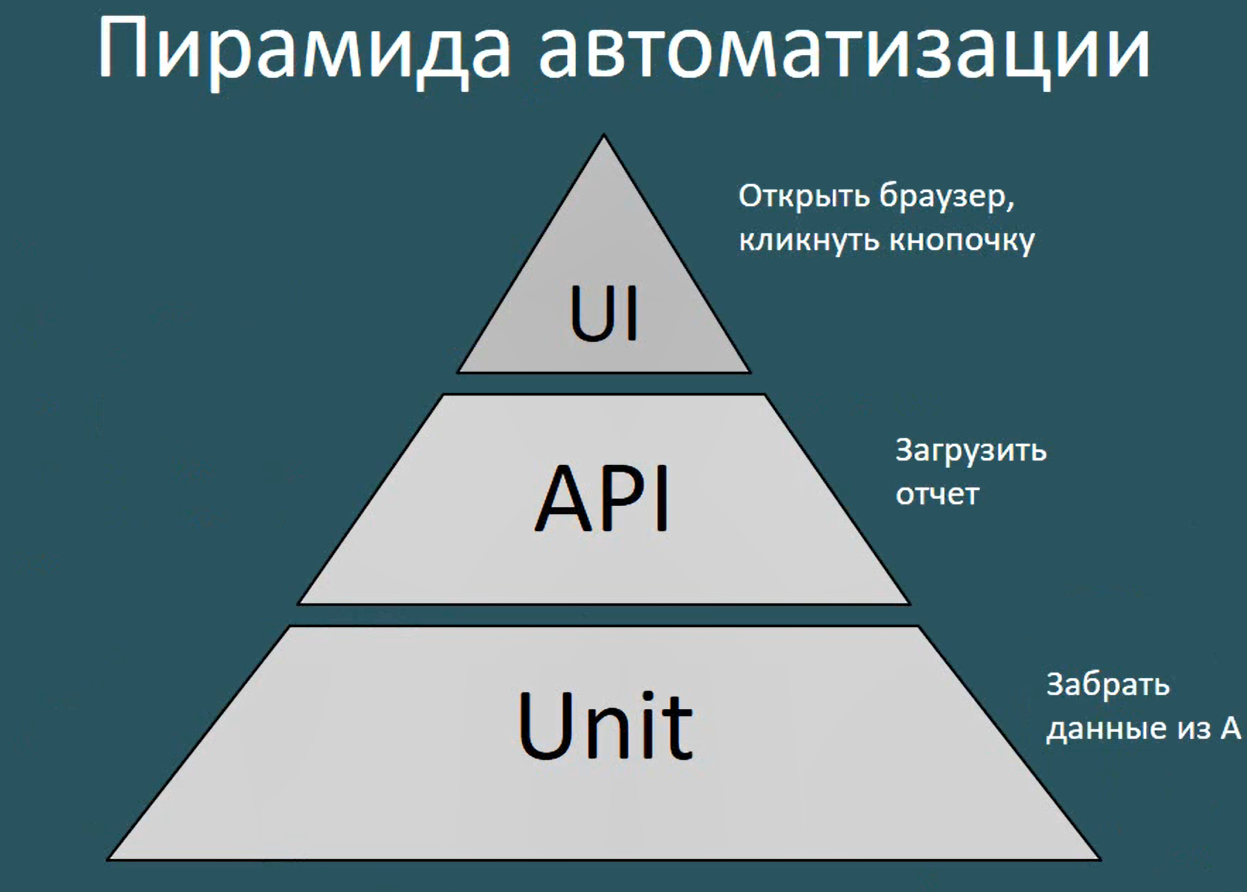 Пирамида автоматизации
Открыть браузер,
кликнуть кнопочку
UI
Загрузить
отчет
API
Забрать
данные из А
Unit